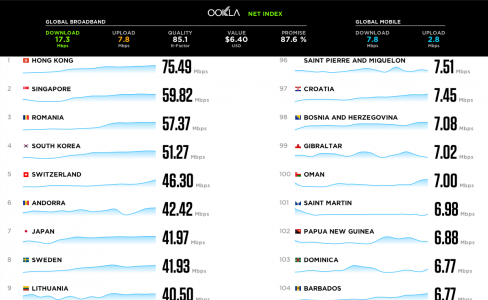 OOKLA NET INDEX
GLOBAL BROADBAND
GLOBAL MOBILE
DOWNLOAD UPLOAD QUALITY VALUE PROMISE DOWNLOAD UPLOAD
17.3 7.8 85.1 $6.40 87.6 % 7.8 2.8
Mbps Mbps R-Factor USD Mbps Mbps
1 HONG KONG 75.49 Mbps
2 SINGAPORE 59.82 Mbps
3 ROMANIA 57.37 Mbps
4 SOUTH KOREA 51.27 Mbps
5 SWITZERLAND 46.30 Mbps
6 ANDORRA 42.42 Mbps
7 JAPAN 41.97 Mbps
8 SWEDEN 41.93 Mbps
9 LITHUANIA 40.50 Mbps
96 SAINT PIERRE AND MIQUELON 7.51 Mbps
97 CROATIA 7.45 Mbps
98 BOSNIA AND HERZEGOVINA 7.08 Mbps
99 GIBRALTAR 7.02 Mbps
100 OMAN 7.00 Mbps
101 SAINT MARTIN 6.98 Mbps
102 PAPUA NEW GUINEA 6.88 Mbps
103 DOMINICA 6.77 Mbps
104 BARBADOS 6.77 Mbps